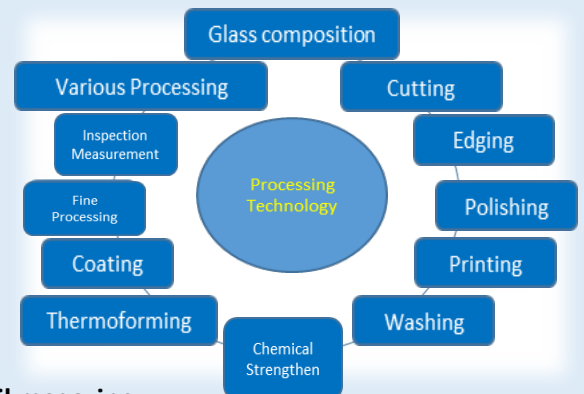 Glass composition
Various Processing
Cutting
Inspection
Measurement
Edging
Processing
Technology
Fine
Processing
Polishing
Coating
Printing
Thermoforming
Washing
Chemical
Strengthen